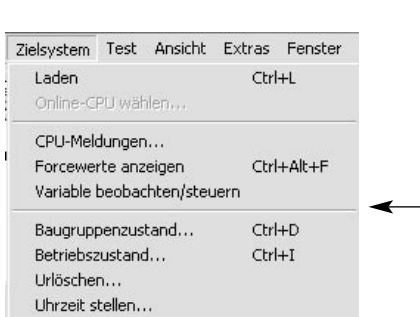 Zielsystem Test Ansicht Extras Fenster
Laden Ctrl+L
Online-CPU wählen...
CPU-Meldungen...
Forcewerte anzeigen Ctrl+Alt+F
Variable beobachten/steuern
Baugruppenzustand... Ctrl+D
Betriebszustand... Ctrl+I
Urlöschen...
Uhrzeit stellen...